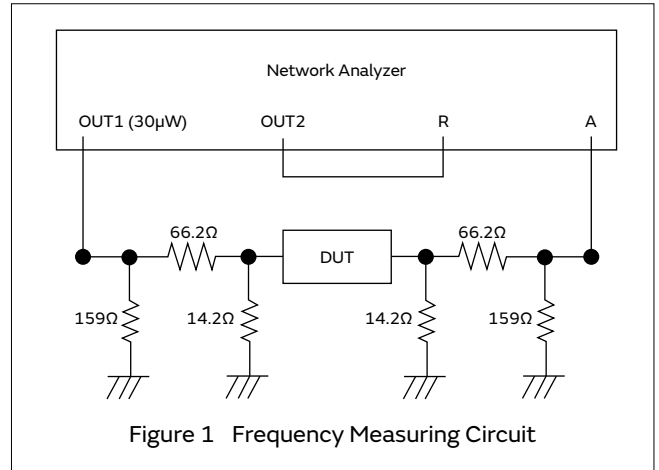 Network Analyzer
OUT1 (30µW) OUT2 R A
66.2Ω DUT 66.2Ω
159Ω 14.2Ω 14.2Ω 159Ω
Figure 1 Frequency Measuring Circuit